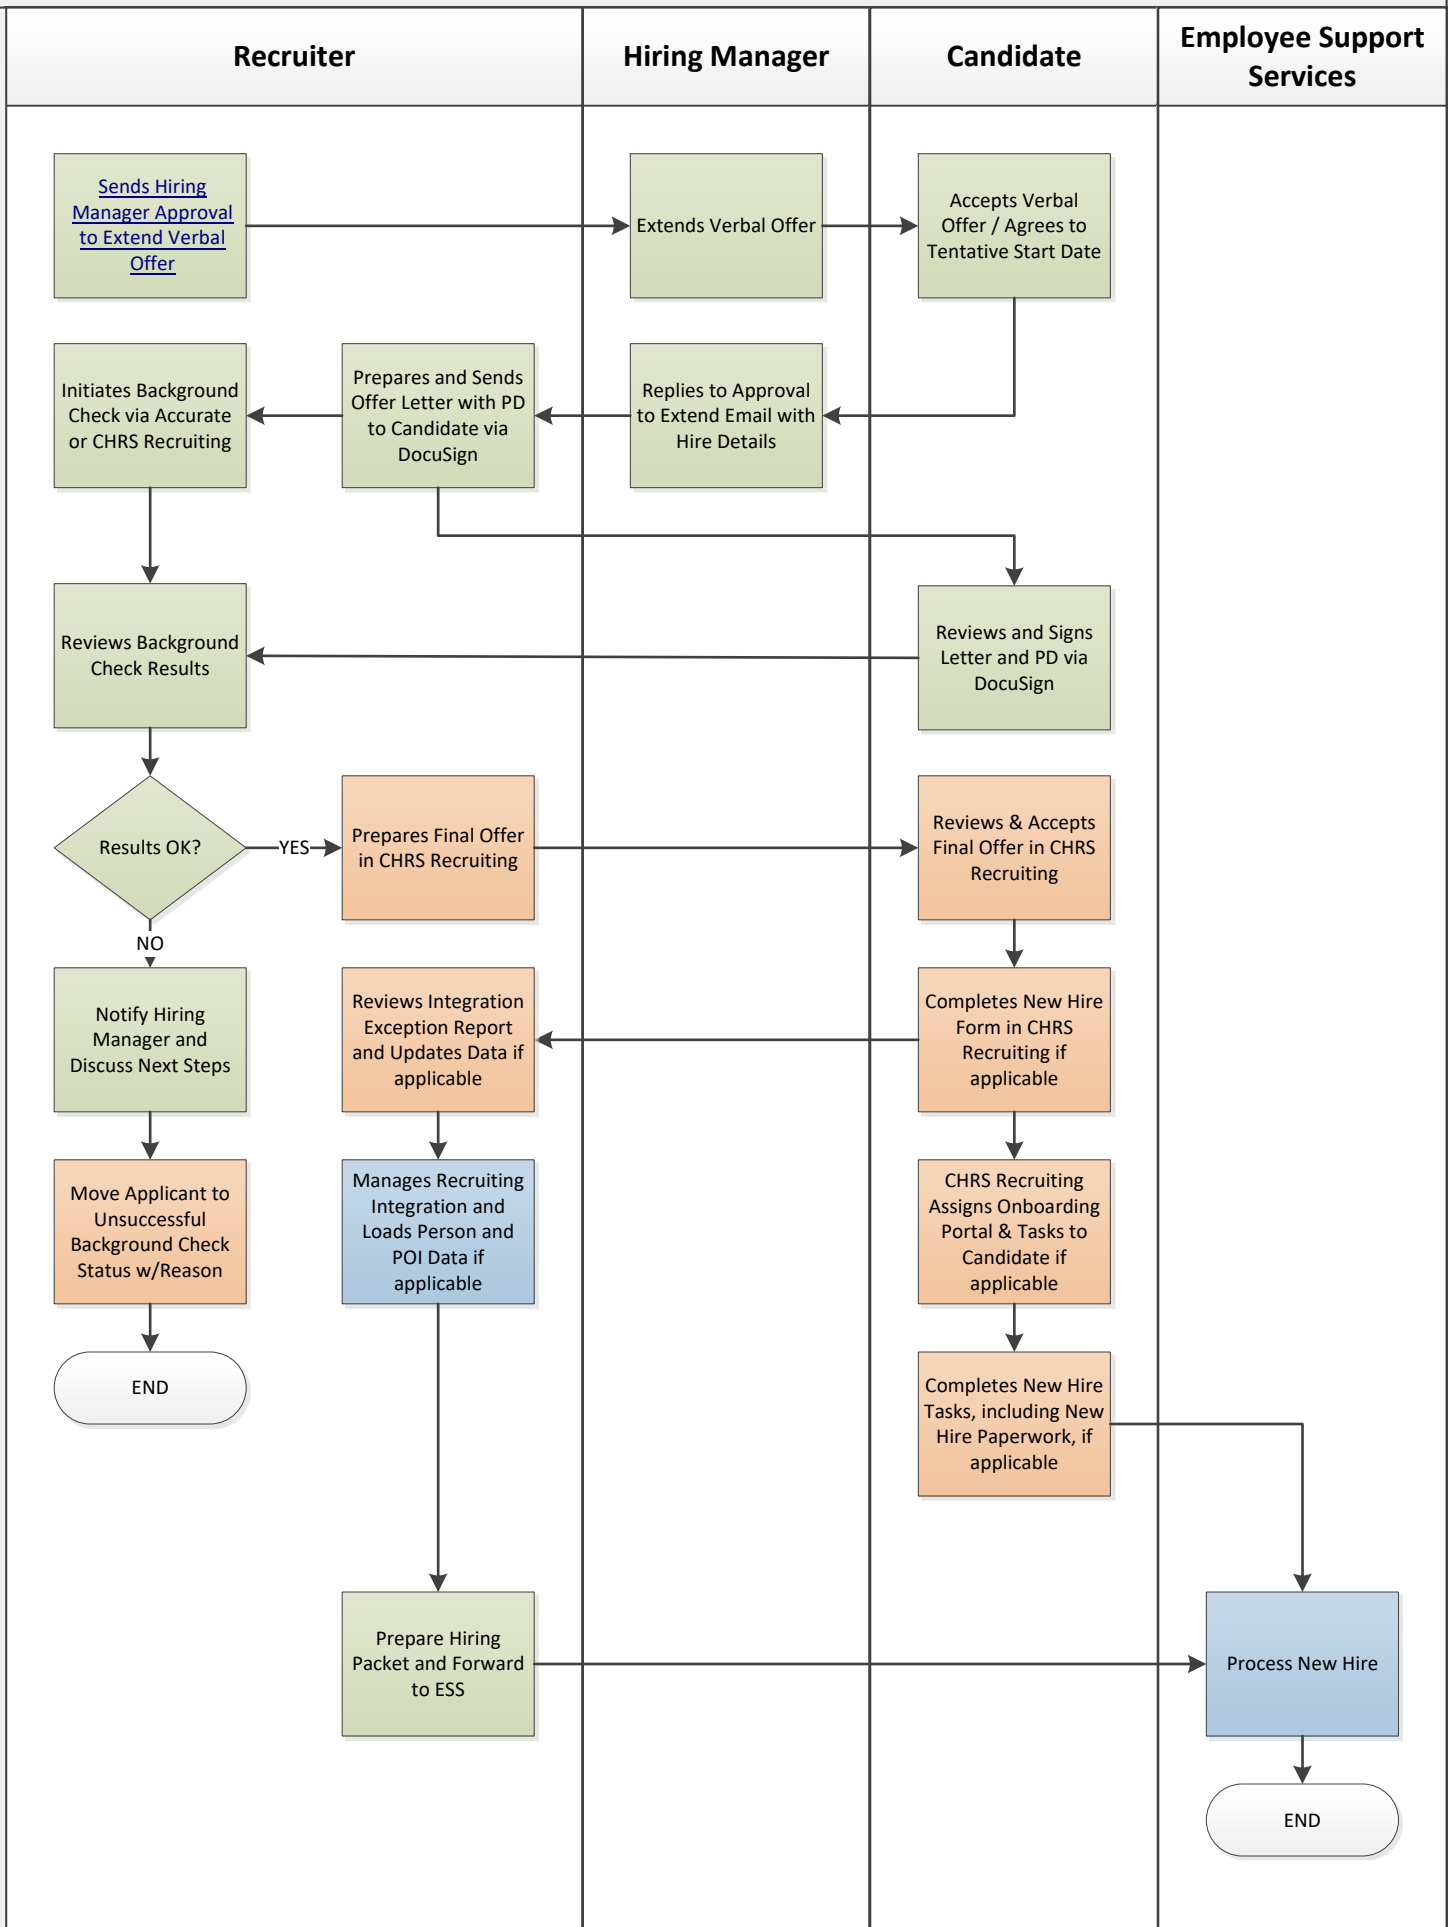 Recruiter
Hiring Manager
Candidate
Employee Support
Services
Sends Hiring
Manager Approval
to Extend Verbal
Offer
Extends Verbal Offer
Accepts Verbal
Offer / Agrees to
Tentative Start Date
Initiates Background
Check via Accurate
or CHRS Recruiting
Prepares and Sends
Offer Letter with PD
to Candidate via
DocuSign
Replies to Approval
to Extend Email with
Hire Details
Reviews Background
Check Results
Reviews and Signs
Letter and PD via
DocuSign
Results OK?
YES
Prepares Final Offer
in CHRS Recruiting
Reviews & Accepts
Final Offer in CHRS
Recruiting
NO
Notify Hiring
Manager and
Discuss Next Steps
Reviews Integration
Exception Report
and Updates Data if
applicable
Completes New Hire
Form in CHRS
Recruiting if
applicable
Move Applicant to
Unsuccessful
Background Check
Status w/Reason
Manages Recruiting
Integration and
Loads Person and
POI Data if
applicable
CHRS Recruiting
Assigns Onboarding
Portal & Tasks to
Candidate if
applicable
END
Completes New Hire
Tasks, including New
Hire Paperwork, if
applicable
Prepare Hiring
Packet and Forward
to ESS
Process New Hire
END